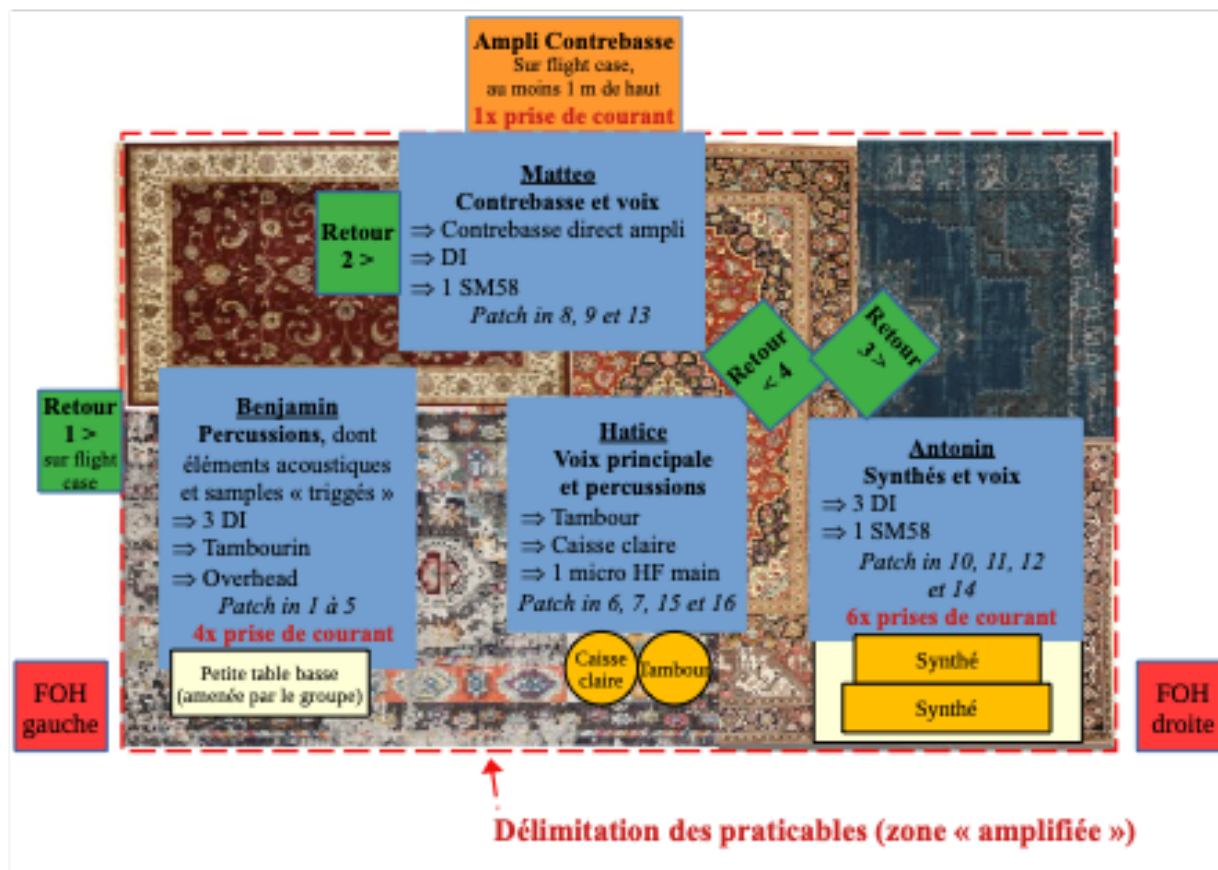 Ampli Contrebasse
Sur flight case,
au moins 1 m de haut
1x prise de courant
Matteo
Contrebasse et voix
⇒ Contrebasse direct ampli
⇒ DI
⇒ 1 SM58
Patch in 8, 9 et 13
Retour
2 >
Retour
< 4
Retour
3 >
Retour
1 >
sur flight
case
Benjamin
Percussions, dont
éléments acoustiques
et samples « triggés »
⇒ 3 DI
⇒ Tambourin
⇒ Overhead
Patch in 1 à 5
4x prise de courant
Petite table basse
(amenée par le groupe)
Hatice
Voix principale
et percussions
⇒ Tambour
⇒ Caisse claire
⇒ 1 micro HF main
Patch in 6, 7, 15 et 16
Caisse
claire
Tambour
Antonin
Synthés et voix
⇒ 3 DI
⇒ 1 SM58
Patch in 10, 11, 12
et 14
6x prises de courant
Synthé
Synthé
FOH
gauche
FOH
droite
Délimitation des praticables (zone « amplifiée »)